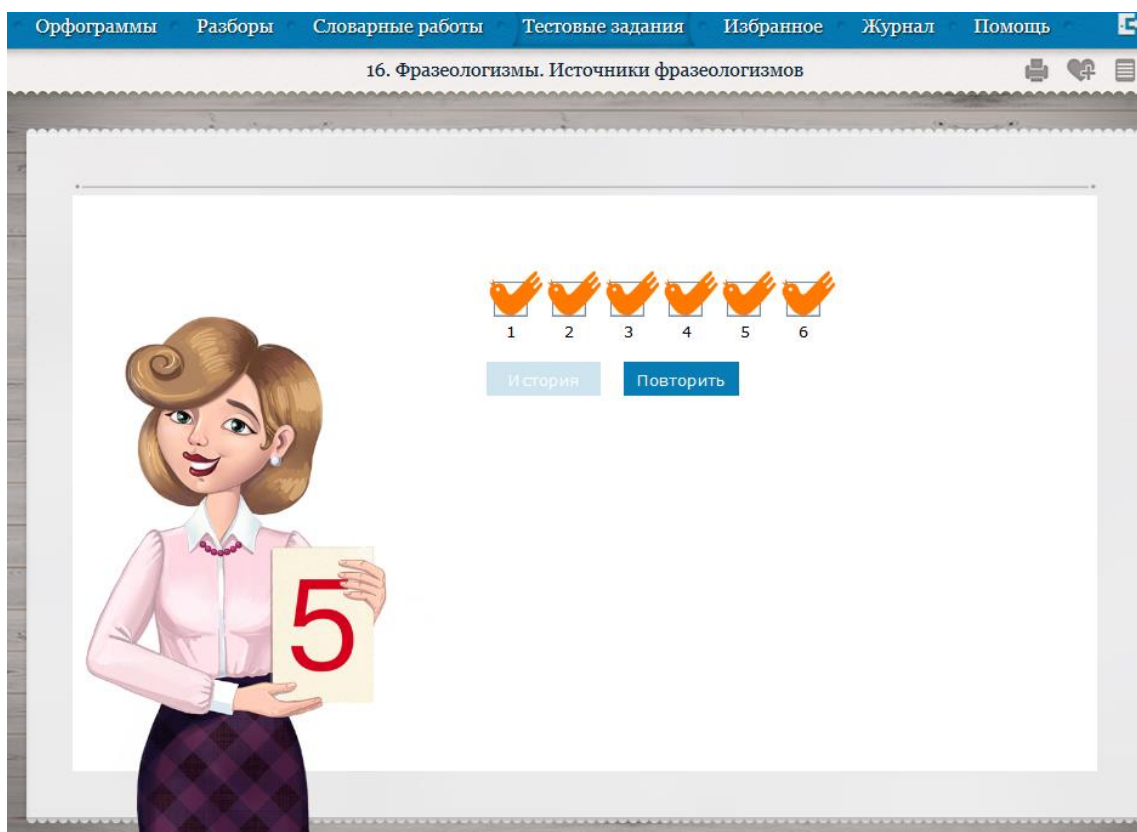 Орфограммы Разборы Словарные работы Тестовые задания Избранное Журнал Помощь
16. Фразеологизмы. Источники фразеологизмов
1 2 3 4 5 6
История Повторить
5